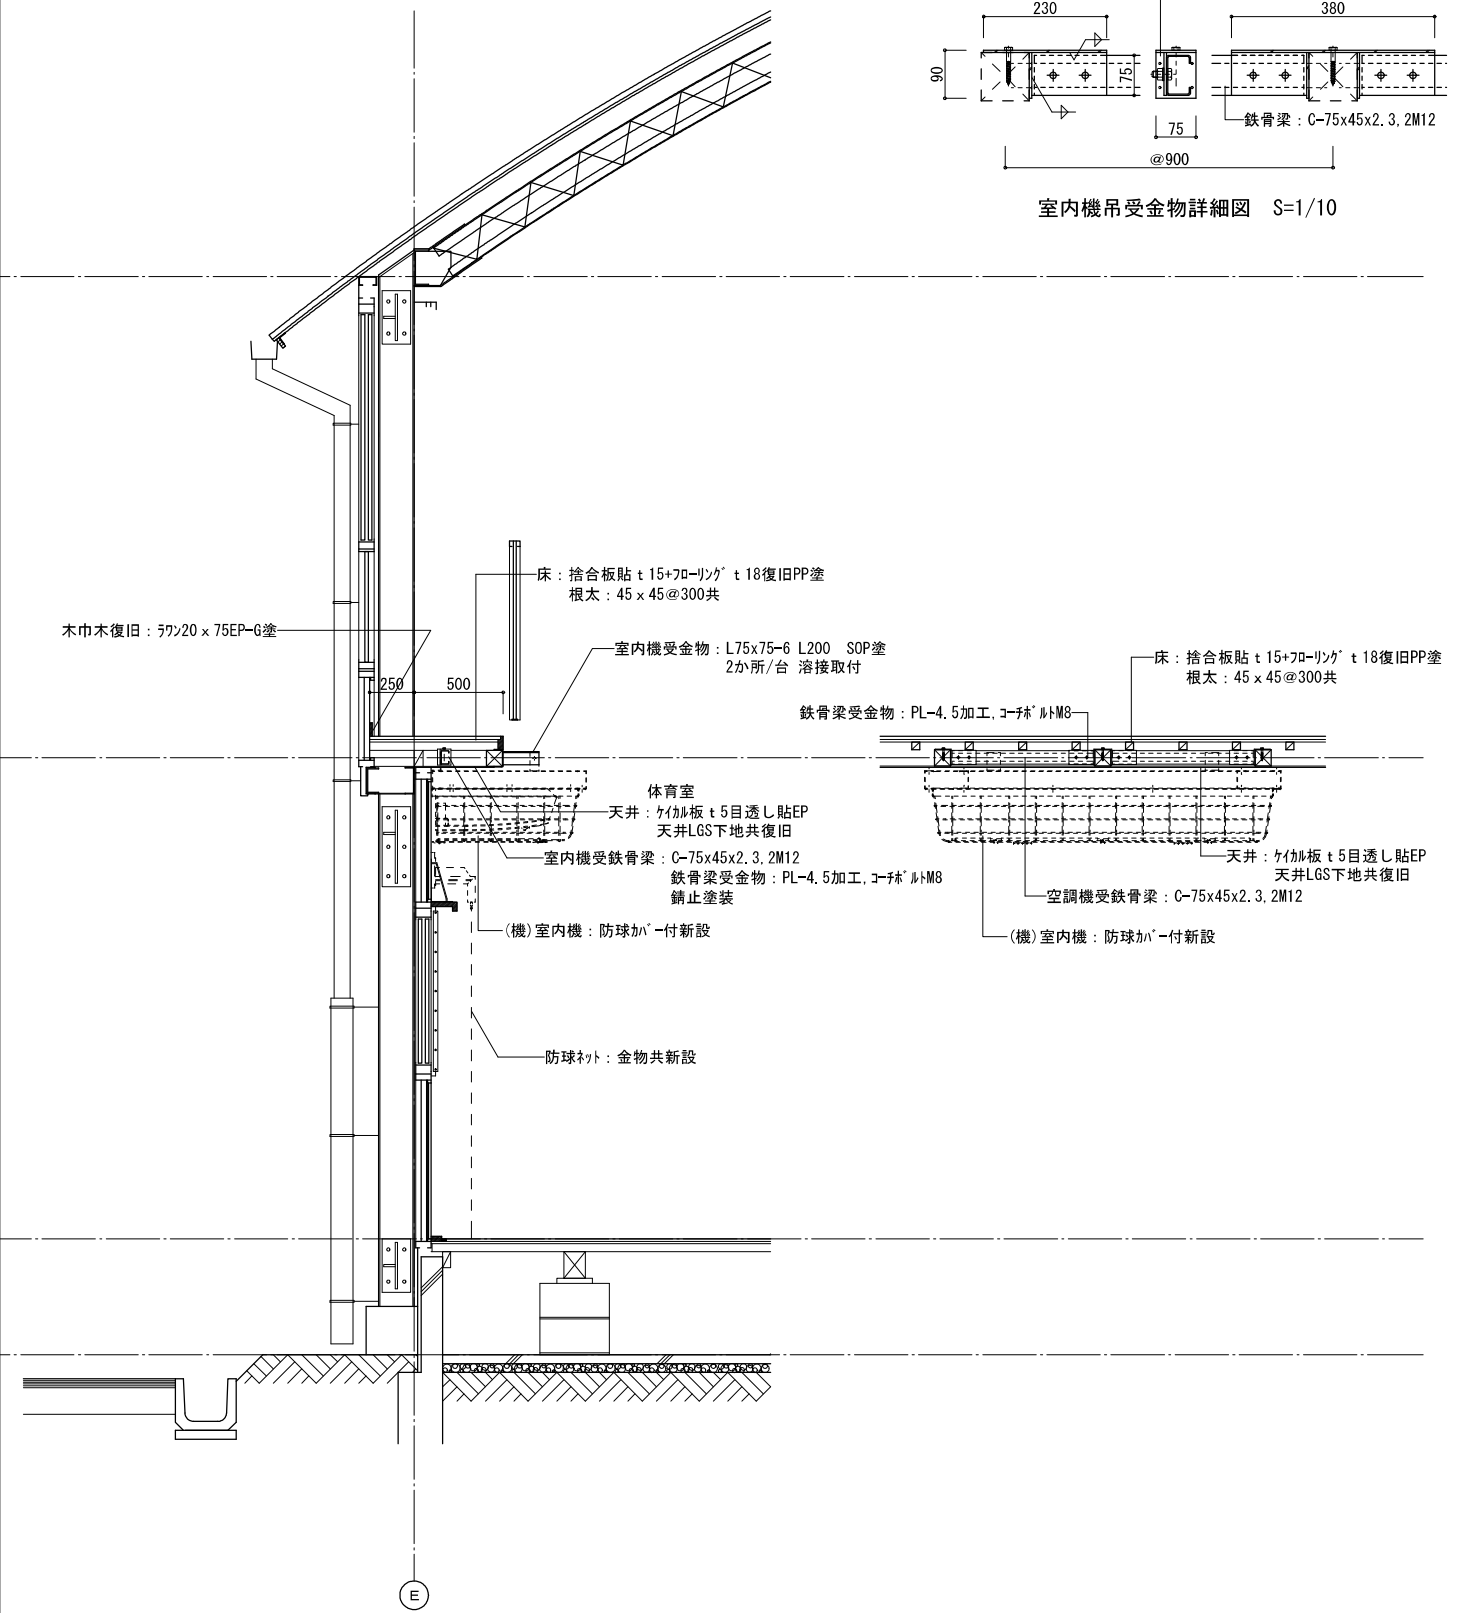 230
380
90
75
75
鉄骨梁：C-75x45x2.3,2M12
@900
室内機吊受金物詳細図　S=1/10
床：捨合板貼ｔ15+ﾌﾛｰﾘﾝｸﾞｔ18復旧PP塗
根太：45ｘ45@300共
木巾木復旧：ﾗﾜﾝ20ｘ75EP-G塗
室内機受金物：L75x75-6 L200　SOP塗
2か所/台 溶接取付
250
500
床：捨合板貼ｔ15+ﾌﾛｰﾘﾝｸﾞｔ18復旧PP塗
根太：45ｘ45@300共
鉄骨梁受金物：PL-4.5加工,ｺｰﾁﾎﾞﾙﾄM8
体育室
天井：ｹｲｶﾙ板ｔ5目透し貼EP
天井LGS下地共復旧
室内機受鉄骨梁：C-75x45x2.3,2M12
鉄骨梁受金物：PL-4.5加工,ｺｰﾁﾎﾞﾙﾄM8
錆止塗装
(機)室内機：防球ｶﾊﾞｰ付新設
天井：ｹｲｶﾙ板ｔ5目透し貼EP
天井LGS下地共復旧
空調機受鉄骨梁：C-75x45x2.3,2M12
(機)室内機：防球ｶﾊﾞｰ付新設
防球ﾈｯﾄ：金物共新設
E